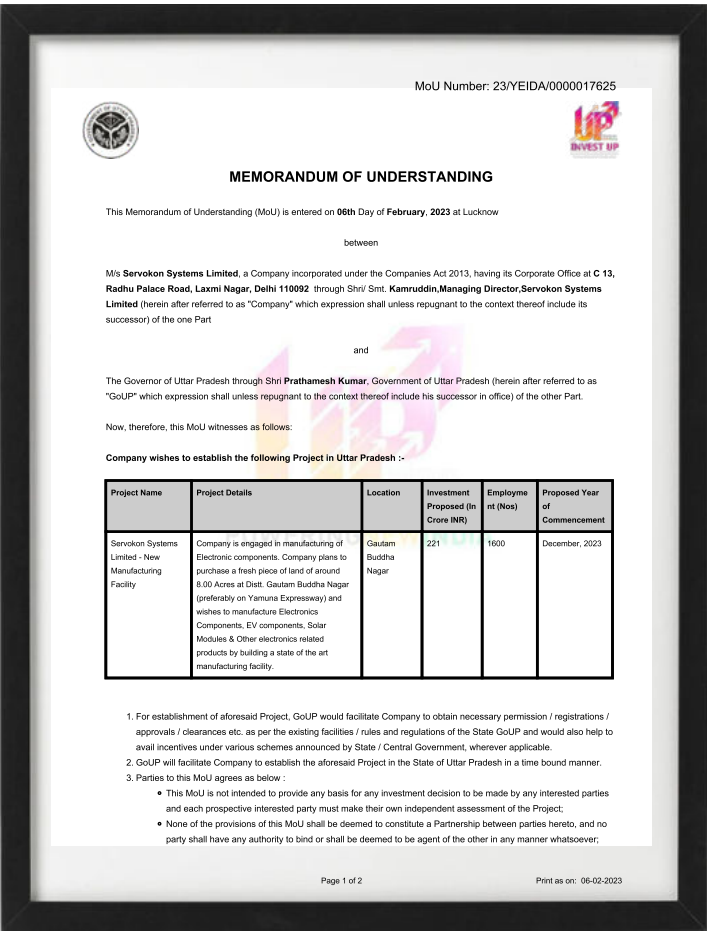 MoU Number: 23/YEIDA/0000017625
GOVERNMENT OF UTTAR PRADESH
UP
INVEST UP
MEMORANDUM OF UNDERSTANDING
This Memorandum of Understanding (MoU) is entered on 06th Day of February, 2023 at Lucknow
between
M/s Servokon Systems Limited, a Company incorporated under the Companies Act 2013, having its Corporate Office at C 13,
Radhu Palace Road, Laxmi Nagar, Delhi 110092 through Shri/ Smt. Kamruddin,Managing Director,Servokon Systems
Limited (herein after referred to as "Company" which expression shall unless repugnant to the context thereof include its
successor) of the one Part
and
The Governor of Uttar Pradesh through Shri Prathamesh Kumar, Government of Uttar Pradesh (herein after referred to as
"GoUP" which expression shall unless repugnant to the context thereof include his successor in office) of the other Part.
Now, therefore, this MoU witnesses as follows:
Company wishes to establish the following Project in Uttar Pradesh :-
Project Name
Project Details
Location
Investment
Proposed (In
Crore INR)
Employme
nt (Nos)
Proposed Year
of
Commencement
Servokon Systems
Limited - New
Manufacturing
Facility
Company is engaged in manufacturing of
Electronic components. Company plans to
purchase a fresh piece of land of around
8.00 Acres at Distt. Gautam Buddha Nagar
(preferably on Yamuna Expressway) and
wishes to manufacture Electronics
Components, EV components, Solar
Modules & Other electronics related
products by building a state of the art
manufacturing facility.
Gautam
Buddha
Nagar
221
1600
December, 2023
1. For establishment of aforesaid Project, GoUP would facilitate Company to obtain necessary permission / registrations /
approvals / clearances etc. as per the existing facilities / rules and regulations of the State GoUP and would also help to
avail incentives under various schemes announced by State / Central Government, wherever applicable.
2. GoUP will facilitate Company to establish the aforesaid Project in the State of Uttar Pradesh in a time bound manner.
3. Parties to this MoU agrees as below :
This MoU is not intended to provide any basis for any investment decision to be made by any interested parties
and each prospective interested party must make their own independent assessment of the Project;
None of the provisions of this MoU shall be deemed to constitute a Partnership between parties hereto, and no
party shall have any authority to bind or shall be deemed to be agent of the other in any manner whatsoever;
Page 1 of 2
Print as on: 06-02-2023